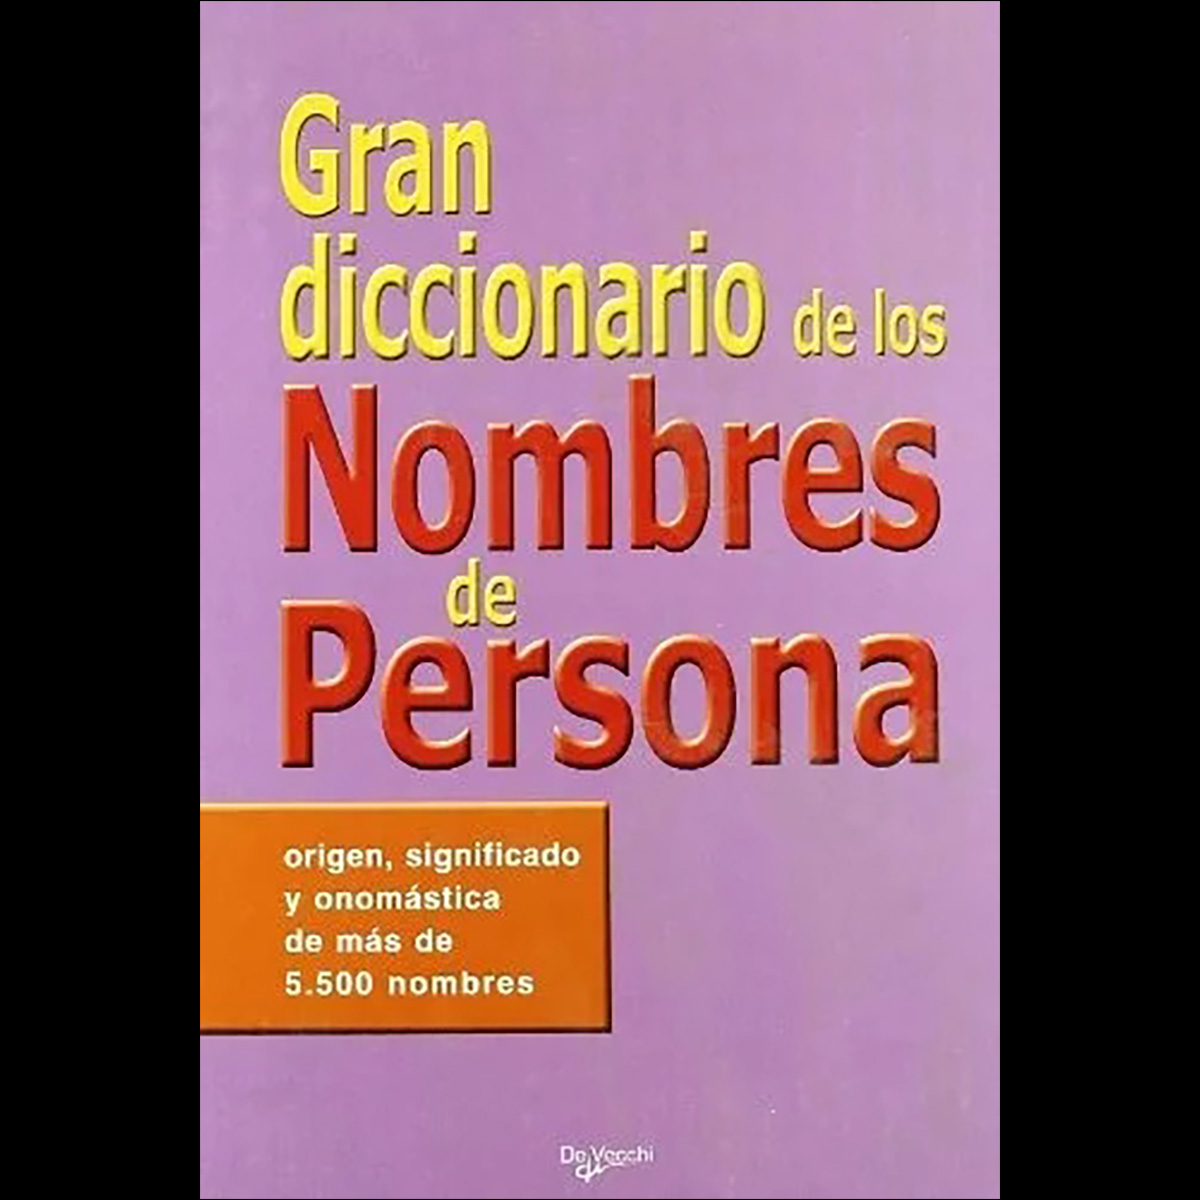 Gran
diccionario de los
Nombres
de
Persona
origen, significado
y onomástica
de más de
5.500 nombres
De Vecchi